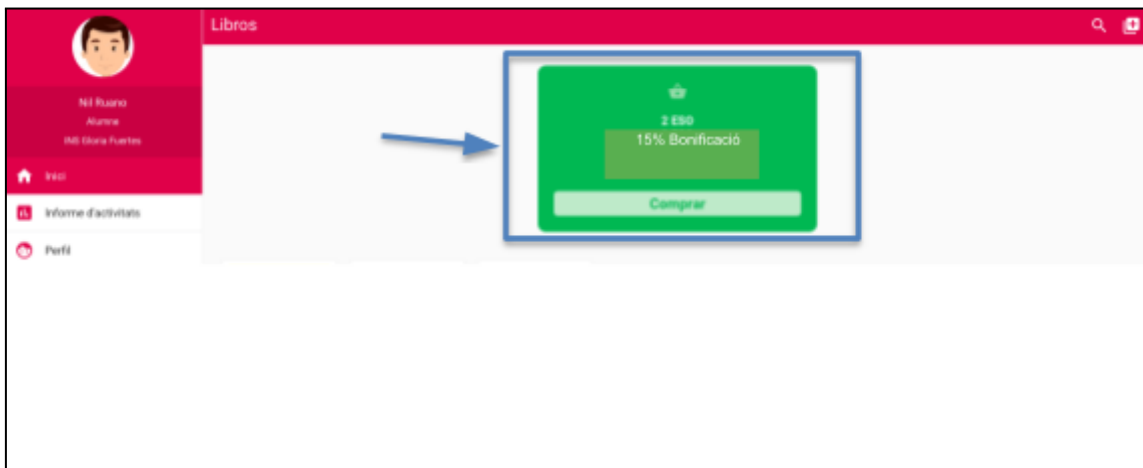 Libros
Nil Ruano
Alumne
INS Gloria Fuertes
Inici
Informe d'activitats
Perfil
2 ESO
15% Bonificació
Comprar